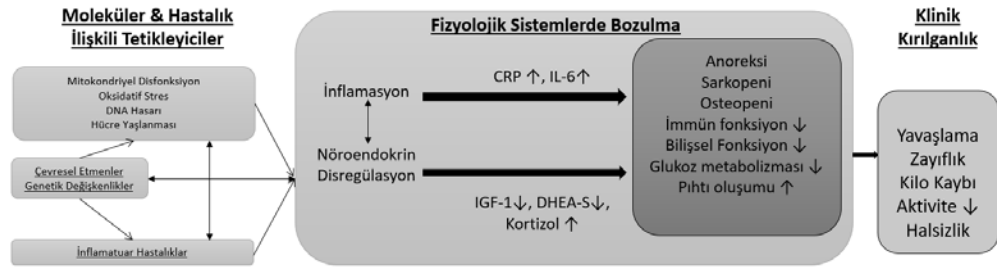 Moleküler & Hastalık
İlişkili Tetikleyiciler
Mitokondriyel Disfonksiyon
Oksidatif Stres
DNA Hasarı
Hücre Yaşlanması
Çevresel Etmenler
Genetik Değişkenlikler
İnflamatuar Hastalıklar
Fizyolojik Sistemlerde Bozulma
İnflamasyon
Nöroendokrin
Disregülasyon
CRP ↑, IL-6↑
IGF-1↓, DHEA-S↓,
Kortizol ↑
Anoreksi
Sarkopeni
Osteopeni
İmmün fonksiyon ↓
Bilişsel Fonksiyon ↓
Glukoz metabolizması ↓
Pıhtı oluşumu ↑
Klinik
Kırılganlık
Yavaşlama
Zayıflık
Kilo Kaybı
Aktivite ↓
Halsizlik